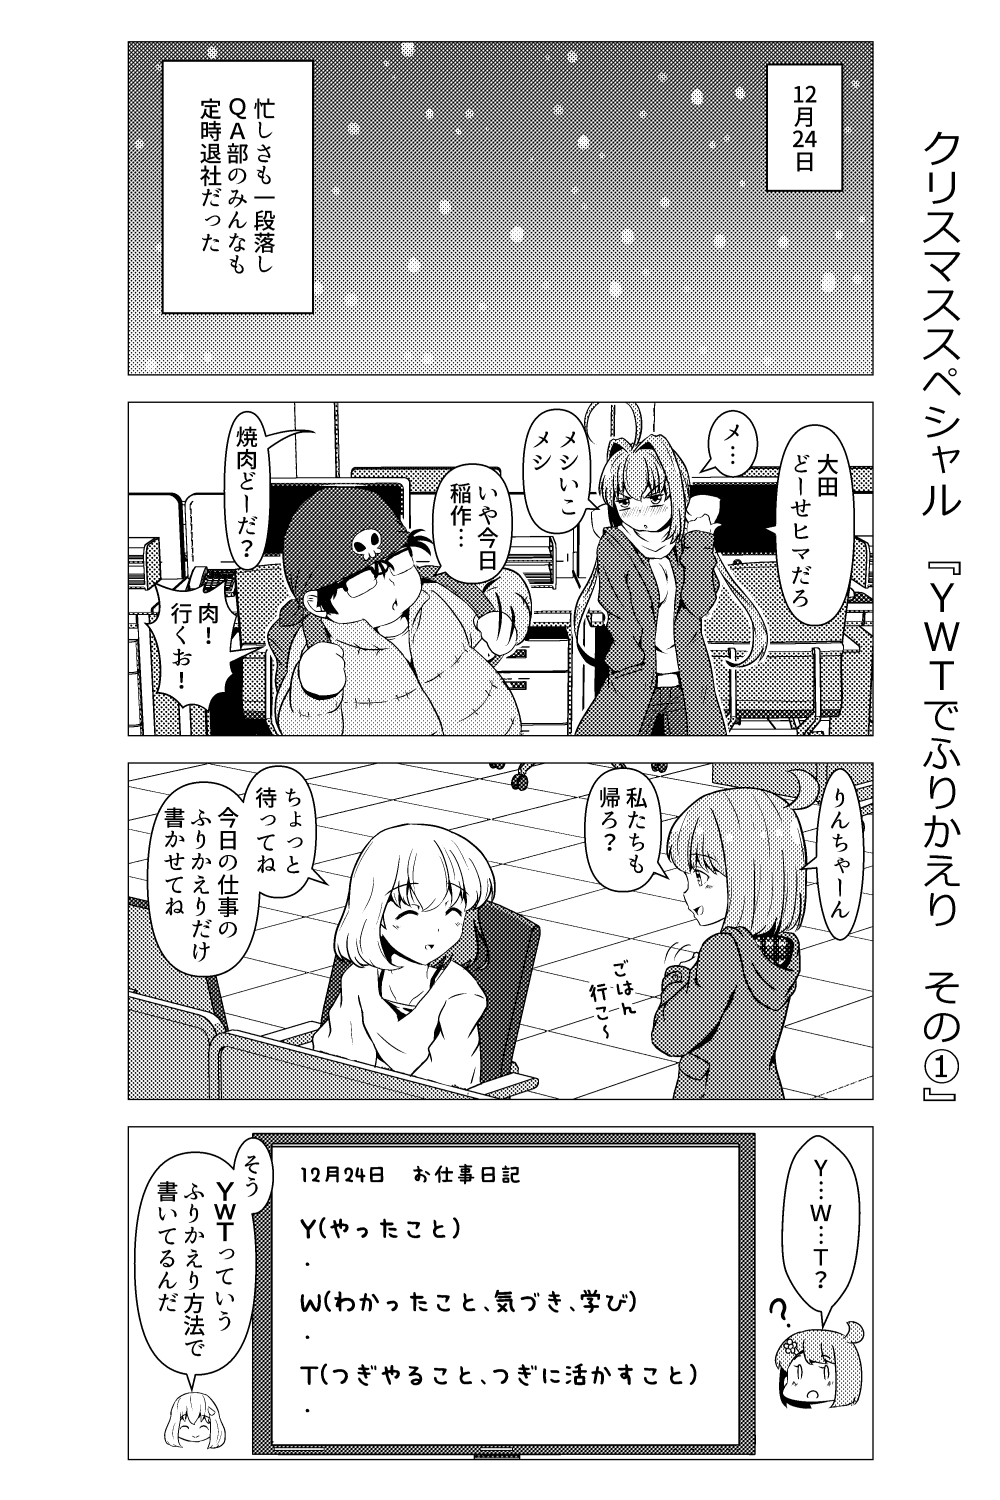 クリスマススペシャル 『YWTでふりかえり その①』
12月24日
忙しさも一段落し
QA部のみんなも
定時退社だった
大田
どーせヒマだろ
メ…
メシいこ
メシ
いや今日
稲作…
焼肉どーだ?
肉!
行くお!
りんちゃーん
私たちも
帰ろ?
ごはん
行こ〜
ちょっと
待ってね
今日の仕事の
ふりかえりだけ
書かせてね
Y…W…T?
?
12月24日 お仕事日記
Y(やったこと)
・
W(わかったこと、気づき、学び)
・
T(つぎやること、つぎに活かすこと)
・
そう
YWTっていう
ふりかえり方法で
書いてるんだ